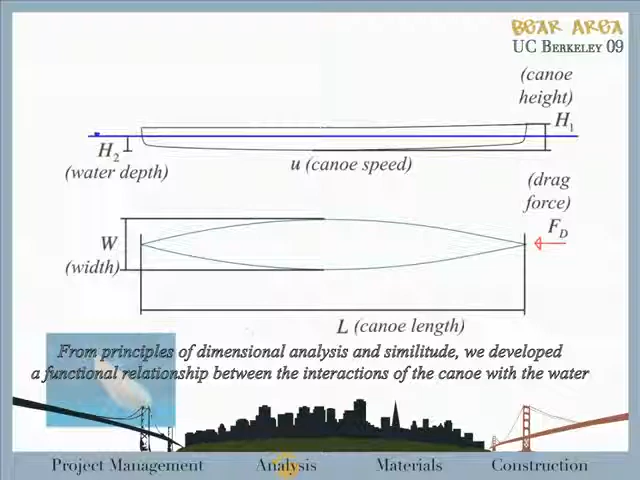 BEAR AREA
UC BERKELEY 09
(canoe
height)
H1
H2
(water depth)
u (canoe speed)
(drag
force)
FD
W
(width)
L (canoe length)
From principles of dimensional analysis and similitude, we developed
a functional relationship between the interactions of the canoe with the water
Project Management Analysis Materials Construction